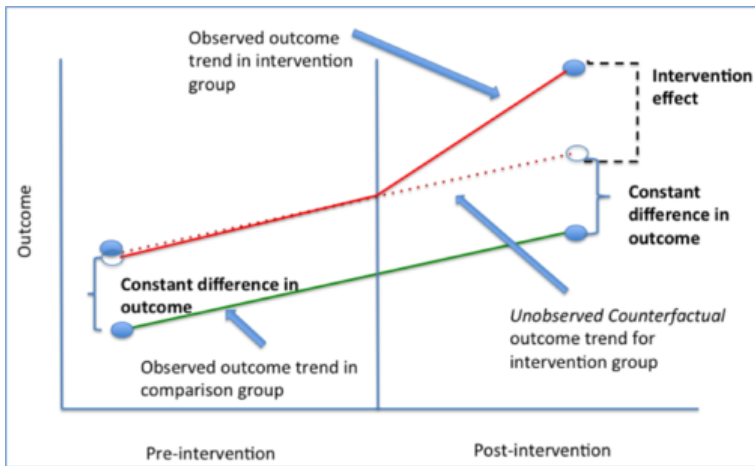 Observed outcome
trend in intervention
group
Intervention
effect
Outcome
Constant difference in
outcome
Constant
difference in
outcome
Unobserved Counterfactual
outcome trend for
intervention group
Observed outcome trend in
comparison group
Pre-intervention
Post-intervention